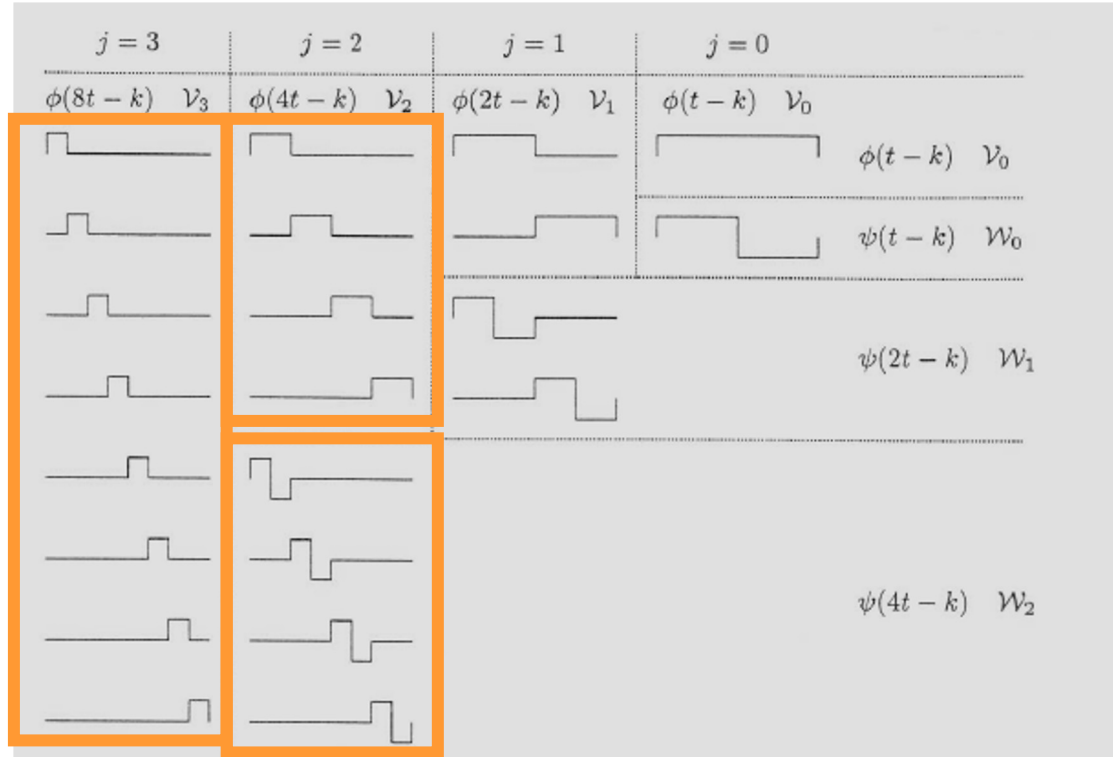 j = 3 j = 2 j = 1 j = 0
ϕ(8t − k) 𝒱₃ ϕ(4t − k) 𝒱₂ ϕ(2t − k) 𝒱₁ ϕ(t − k) 𝒱₀
ϕ(t − k) 𝒱₀
ψ(t − k) 𝒲₀
ψ(2t − k) 𝒲₁
ψ(4t − k) 𝒲₂